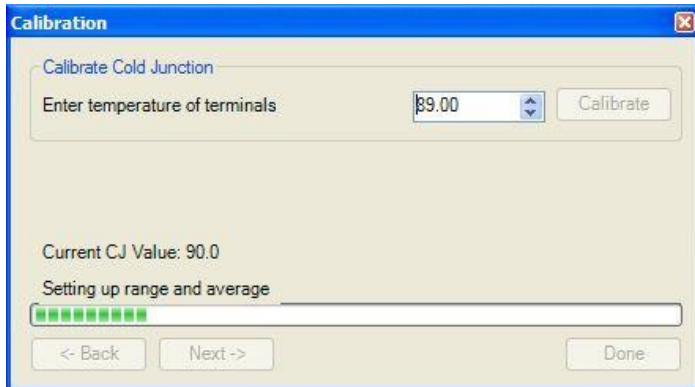 Calibration
Calibrate Cold Junction
Enter temperature of terminals 89.00 Calibrate
Current CJ Value: 90.0
Setting up range and average
<- Back Next -> Done